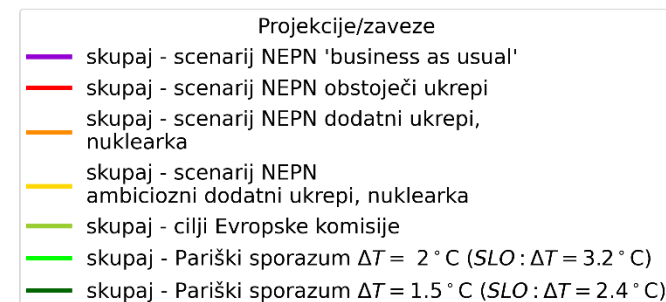 Projekcije/zaveze
skupaj - scenarij NEPN 'business as usual'
skupaj - scenarij NEPN obstoječi ukrepi
skupaj - scenarij NEPN dodatni ukrepi,
nuklearka
skupaj - scenarij NEPN
ambiciozni dodatni ukrepi, nuklearka
skupaj - cilji Evropske komisije
skupaj - Pariški sporazum ΔT = 2°C (SLO: ΔT = 3.2°C)
skupaj - Pariški sporazum ΔT = 1.5°C (SLO: ΔT = 2.4°C)